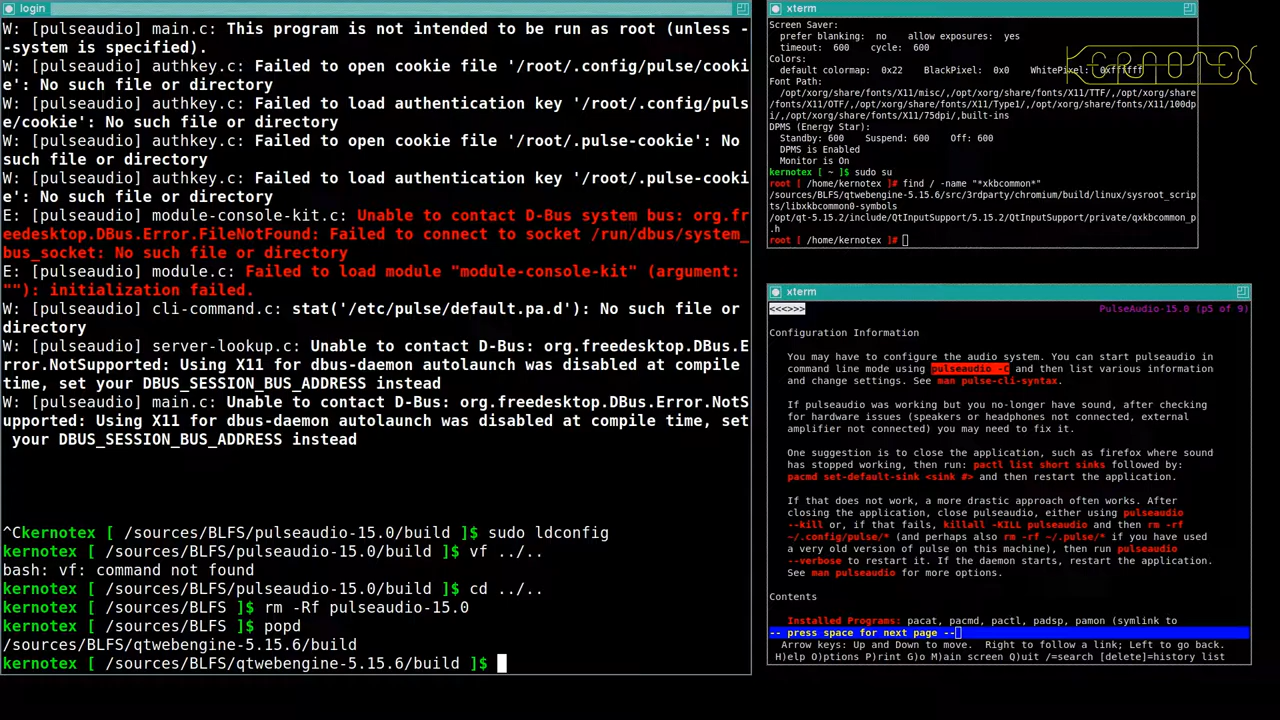 login
W: [pulseaudio] main.c: This program is not intended to be run as root (unless -
-system is specified).
W: [pulseaudio] authkey.c: Failed to open cookie file '/root/.config/pulse/cooki
e': No such file or directory
W: [pulseaudio] authkey.c: Failed to load authentication key '/root/.config/puls
e/cookie': No such file or directory
W: [pulseaudio] authkey.c: Failed to open cookie file '/root/.pulse-cookie': No
such file or directory
W: [pulseaudio] authkey.c: Failed to load authentication key '/root/.pulse-cooki
e': No such file or directory
E: [pulseaudio] module-console-kit.c: Unable to contact D-Bus system bus: org.fr
eedesktop.DBus.Error.FileNotFound: Failed to connect to socket /run/dbus/system_
bus_socket: No such file or directory
E: [pulseaudio] module.c: Failed to load module "module-console-kit" (argument:
""): initialization failed.
W: [pulseaudio] cli-command.c: stat('/etc/pulse/default.pa.d'): No such file or
directory
W: [pulseaudio] server-lookup.c: Unable to contact D-Bus: org.freedesktop.DBus.E
rror.NotSupported: Using X11 for dbus-daemon autolaunch was disabled at compile
time, set your DBUS_SESSION_BUS_ADDRESS instead
W: [pulseaudio] main.c: Unable to contact D-Bus: org.freedesktop.DBus.Error.NotS
upported: Using X11 for dbus-daemon autolaunch was disabled at compile time, set
your DBUS_SESSION_BUS_ADDRESS instead
^Ckernotex [ /sources/BLFS/pulseaudio-15.0/build ]$ sudo ldconfig
kernotex [ /sources/BLFS/pulseaudio-15.0/build ]$ vf ../..
bash: vf: command not found
kernotex [ /sources/BLFS/pulseaudio-15.0/build ]$ cd ../..
kernotex [ /sources/BLFS ]$ rm -Rf pulseaudio-15.0
kernotex [ /sources/BLFS ]$ popd
/sources/BLFS/qtwebengine-5.15.6/build
kernotex [ /sources/BLFS/qtwebengine-5.15.6/build ]$
xterm
Screen Saver:
prefer blanking: no allow exposures: yes
timeout: 600 cycle: 600
Colors:
default colormap: 0x22 BlackPixel: 0x0 WhitePixel: 0xffffff
Font Path:
/opt/xorg/share/fonts/X11/misc/,/opt/xorg/share/fonts/X11/TTF/,/opt/xorg/share
/fonts/X11/OTF/,/opt/xorg/share/fonts/X11/Type1/,/opt/xorg/share/fonts/X11/100dp
i/,/opt/xorg/share/fonts/X11/75dpi/,built-ins
DPMS (Energy Star):
Standby: 600 Suspend: 600 Off: 600
DPMS is Enabled
Monitor is On
kernotex [ ~ ]$ sudo su
root [ /home/kernotex ]# find / -name "*xkbcommon*"
/sources/BLFS/qtwebengine-5.15.6/src/3rdparty/chromium/build/linux/sysroot_scrip
ts/libxkbcommon0-symbols
/opt/qt-5.15.2/include/QtInputSupport/5.15.2/QtInputSupport/private/qxkbcommon_p
.h
root [ /home/kernotex ]#
KERNOTEX
xterm
<<<>>> PulseAudio-15.0 (p5 of 9)
Configuration Information
You may have to configure the audio system. You can start pulseaudio in
command line mode using pulseaudio -C and then list various information
and change settings. See man pulse-cli-syntax.
If pulseaudio was working but you no-longer have sound, after checking
for hardware issues (speakers or headphones not connected, external
amplifier not connected) you may need to fix it.
One suggestion is to close the application, such as firefox where sound
has stopped working, then run: pactl list short sinks followed by:
pacmd set-default-sink <sink #> and then restart the application.
If that does not work, a more drastic approach often works. After
closing the application, close pulseaudio, either using pulseaudio
--kill or, if that fails, killall -KILL pulseaudio and then rm -rf
~/.config/pulse/* (and perhaps also rm -rf ~/.pulse/* if you have used
a very old version of pulse on this machine), then run pulseaudio
--verbose to restart it. If the daemon starts, restart the application.
See man pulseaudio for more options.
Contents
Installed Programs: pacat, pacmd, pactl, padsp, pamon (symlink to
-- press space for next page --
Arrow keys: Up and Down to move. Right to follow a link; Left to go back.
H)elp O)ptions P)rint G)o M)ain screen Q)uit /=search [delete]=history list